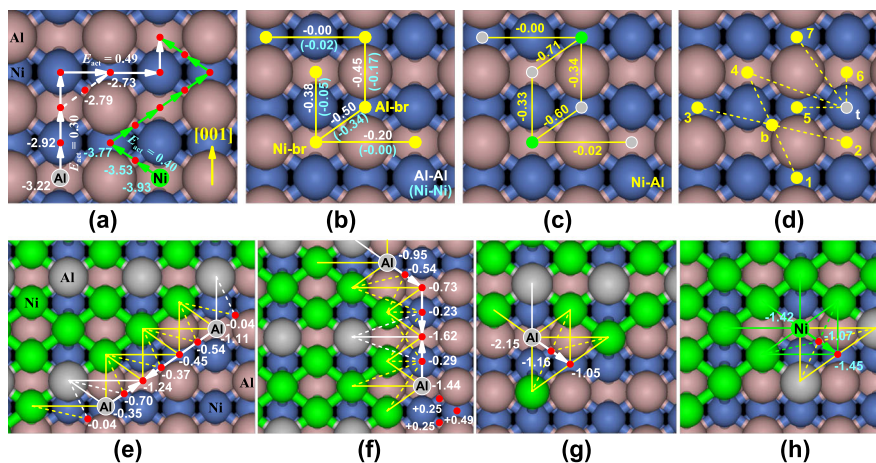 Al
Ni
E_act = 0.49
-2.73
-2.79
-2.92
E_act = 0.30
-3.22
Al
-3.77
E_act = 0.40
-3.53
-3.93
Ni
[001]
(a)
-0.00
(-0.02)
-0.45
(-0.17)
-0.38
(-0.05)
-0.50
(-0.34)
Al-br
Ni-br
-0.20
(-0.00)
Al-Al
(Ni-Ni)
(b)
-0.00
-0.71
-0.34
-0.33
-0.60
-0.02
Ni-Al
(c)
7
4
6
3
5
t
b
2
1
(d)
Al
Ni
Al
-0.04
-1.11
-0.54
-0.45
-0.37
-1.24
-0.70
Al
-0.35
-0.04
Al
Ni
(e)
Al
-0.95
-0.54
-0.73
-0.23
-1.62
-0.29
Al
-1.44
+0.25
+0.25
+0.49
(f)
Al
-2.15
-1.16
-1.05
(g)
-1.42
Ni
-1.07
-1.45
(h)